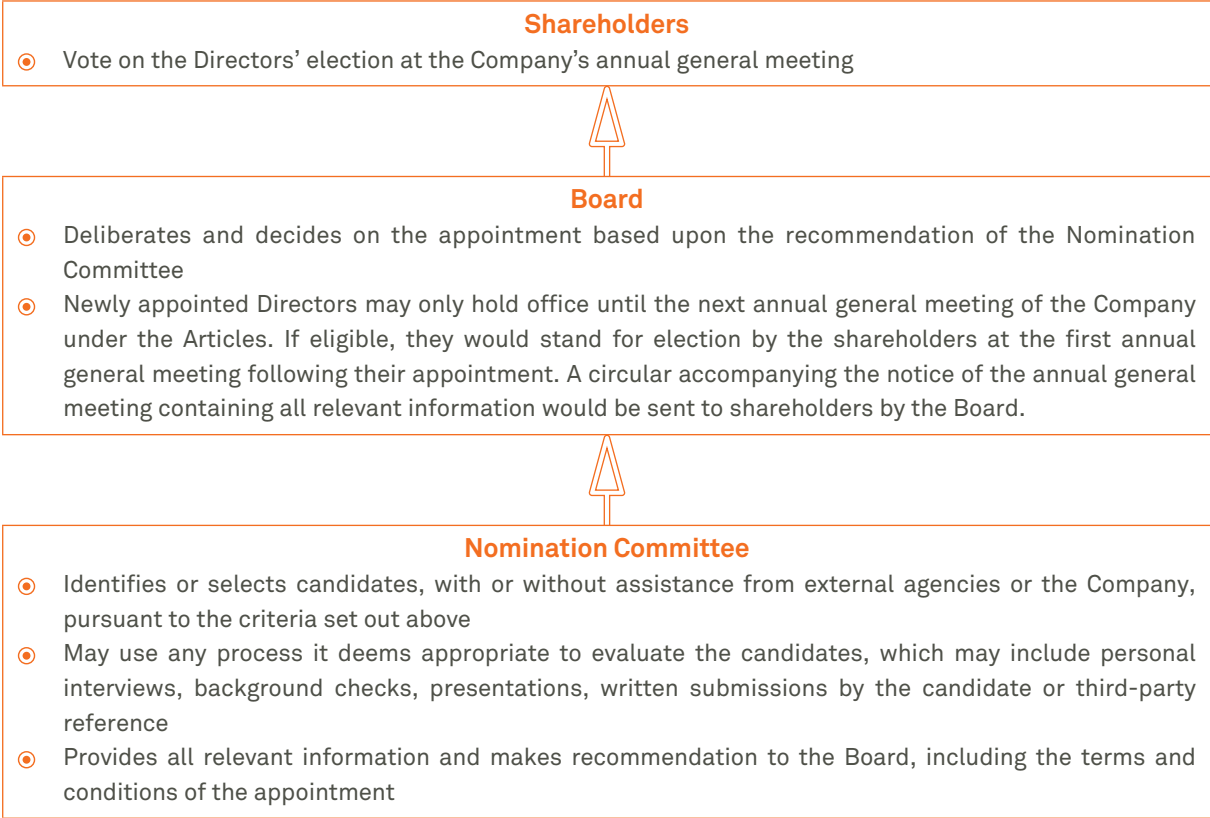 Shareholders
Vote on the Directors’ election at the Company’s annual general meeting
Board
Deliberates and decides on the appointment based upon the recommendation of the Nomination
Committee
Newly appointed Directors may only hold office until the next annual general meeting of the Company
under the Articles. If eligible, they would stand for election by the shareholders at the first annual
general meeting following their appointment. A circular accompanying the notice of the annual general
meeting containing all relevant information would be sent to shareholders by the Board.
Nomination Committee
Identifies or selects candidates, with or without assistance from external agencies or the Company,
pursuant to the criteria set out above
May use any process it deems appropriate to evaluate the candidates, which may include personal
interviews, background checks, presentations, written submissions by the candidate or third-party
reference
Provides all relevant information and makes recommendation to the Board, including the terms and
conditions of the appointment